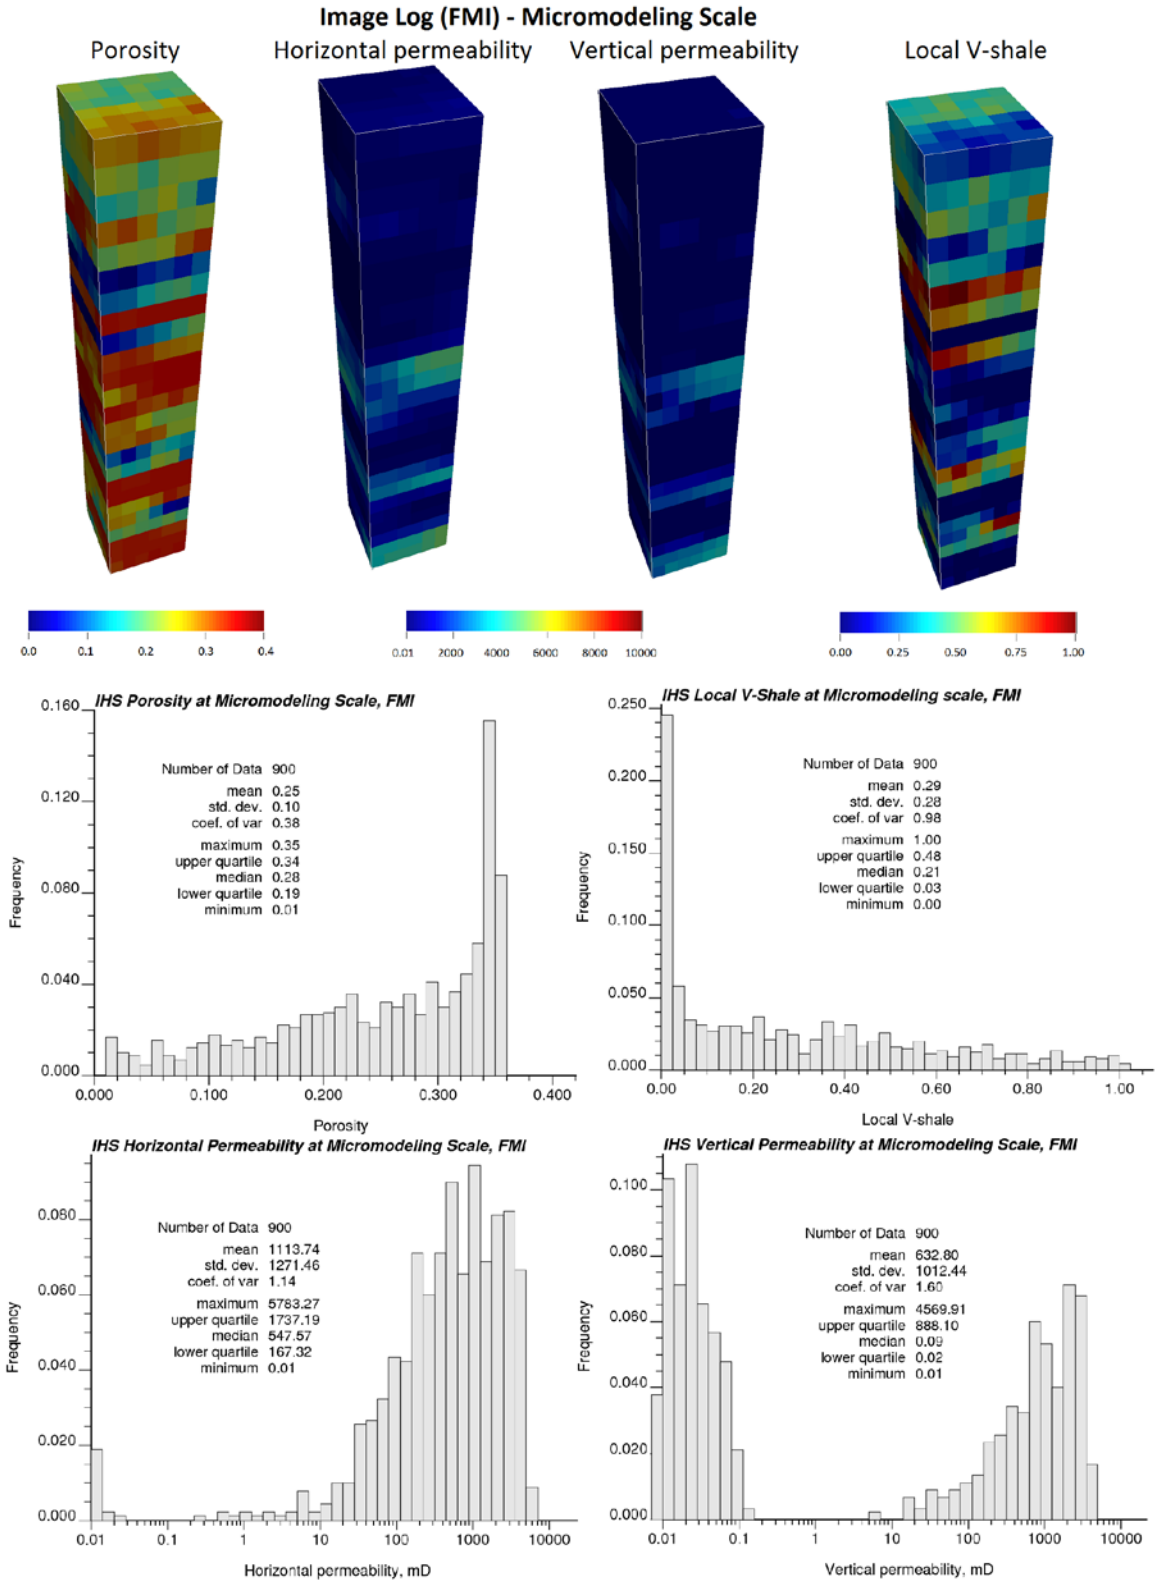 Image Log (FMI) - Micromodeling Scale
Porosity
Horizontal permeability
Vertical permeability
Local V-shale
0.0 0.1 0.2 0.3 0.4
0.01 2000 4000 6000 8000 10000
0.00 0.25 0.50 0.75 1.00
IHS Porosity at Micromodeling Scale, FMI
Frequency
0.160
0.120
0.080
0.040
0.000
Number of Data 900
mean 0.25
std. dev. 0.10
coef. of var 0.38
maximum 0.35
upper quartile 0.34
median 0.28
lower quartile 0.19
minimum 0.01
0.000 0.100 0.200 0.300 0.400
Porosity
IHS Local V-Shale at Micromodeling scale, FMI
Frequency
0.250
0.200
0.150
0.100
0.050
0.000
Number of Data 900
mean 0.29
std. dev. 0.28
coef. of var 0.98
maximum 1.00
upper quartile 0.48
median 0.21
lower quartile 0.03
minimum 0.00
0.00 0.20 0.40 0.60 0.80 1.00
Local V-shale
IHS Horizontal Permeability at Micromodeling Scale, FMI
Frequency
0.080
0.060
0.040
0.020
0.000
Number of Data 900
mean 1113.74
std. dev. 1271.46
coef. of var 1.14
maximum 5783.27
upper quartile 1737.19
median 547.57
lower quartile 167.32
minimum 0.01
0.01 0.1 1 10 100 1000 10000
Horizontal permeability, mD
IHS Vertical Permeability at Micromodeling Scale, FMI
Frequency
0.100
0.080
0.060
0.040
0.020
0.000
Number of Data 900
mean 632.80
std. dev. 1012.44
coef. of var 1.60
maximum 4569.91
upper quartile 888.10
median 0.09
lower quartile 0.02
minimum 0.01
0.01 0.1 1 10 100 1000 10000
Vertical permeability, mD